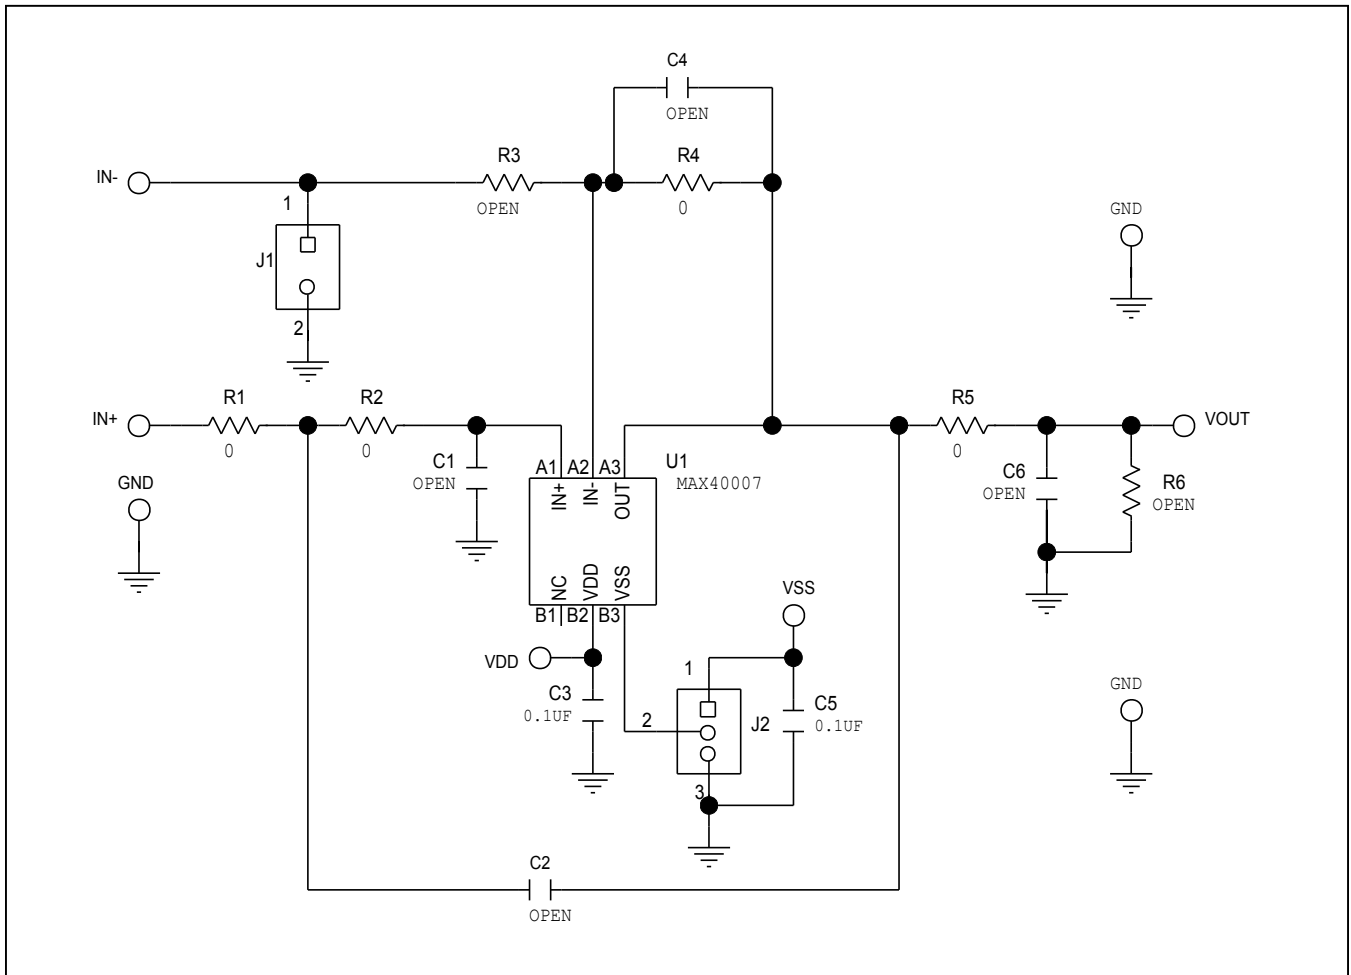 C4
OPEN
IN-
R3
OPEN
R4
0
1
J1
2
GND
IN+
R1
0
R2
0
R5
0
VOUT
GND
C1
OPEN
A1 A2 A3
U1
MAX40007
IN+
IN-
OUT
C6
OPEN
R6
OPEN
NC
VDD
VSS
B1 B2 B3
VSS
VDD
C3
0.1UF
1
2
J2
3
C5
0.1UF
GND
C2
OPEN